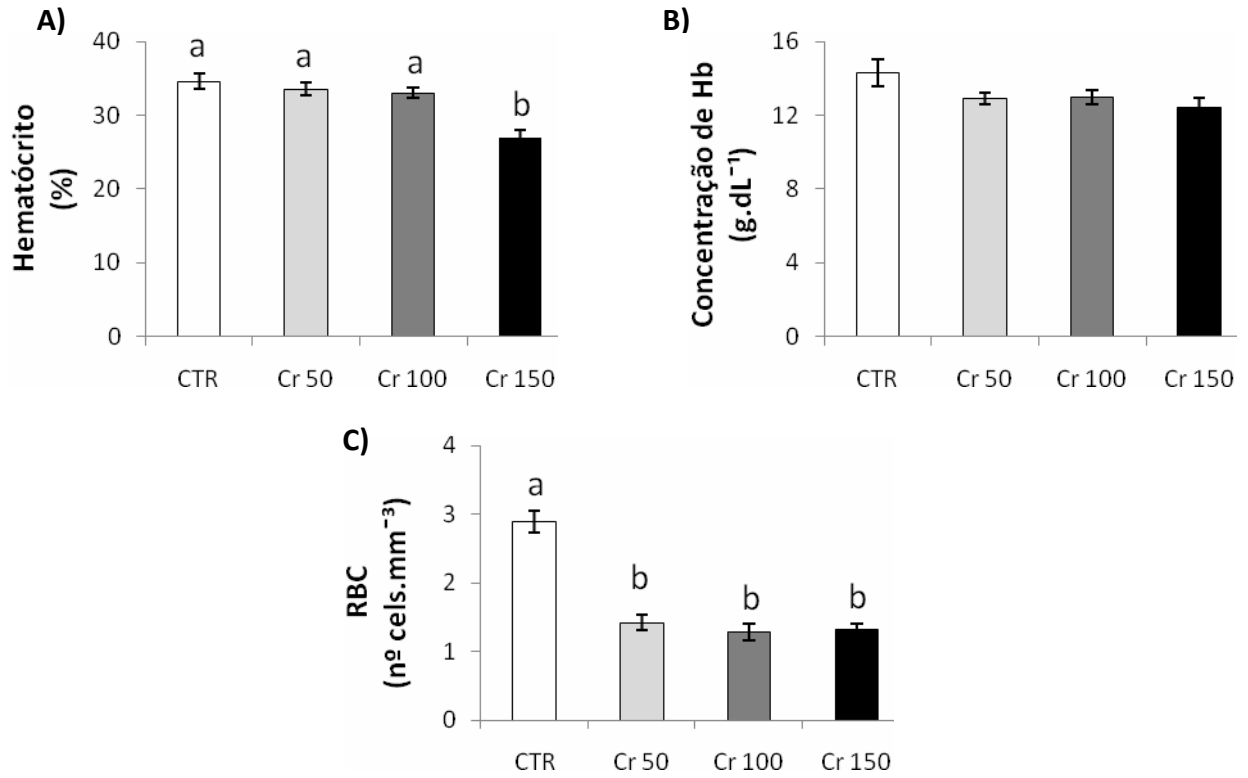 A)
Hematócrito
(%)
40
30
20
10
0
a
a
a
b
CTR
Cr 50
Cr 100
Cr 150
B)
Concentração de Hb
(g.dL⁻¹)
16
12
8
4
0
CTR
Cr 50
Cr 100
Cr 150
C)
RBC
(nº cels.mm⁻³)
4
3
2
1
0
a
b
b
b
CTR
Cr 50
Cr 100
Cr 150